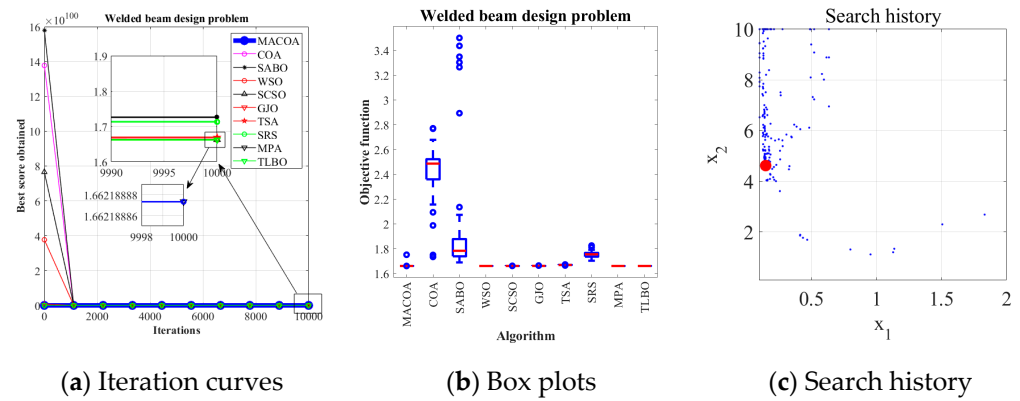 Welded beam design problem
×10^100
Best score obtained
16
14
12
10
8
6
4
2
0
0 2000 4000 6000 8000 10000
Iterations
1.9
1.8
1.7
1.6
99990 9995 10000
1.66218888
1.66218886
9998 10000
MACOA
COA
SABO
WSO
SCSO
GJO
TSA
SRS
MPA
TLBO
(a) Iteration curves
Welded beam design problem
Objective function
3.4
3.2
3
2.8
2.6
2.4
2.2
2
1.8
1.6
MACOA COA SABO WSO SCSO GJO TSA SRS MPA TLBO
Algorithm
(b) Box plots
Search history
x_2
10
8
6
4
2
0.5 1 1.5 2
x_1
(c) Search history